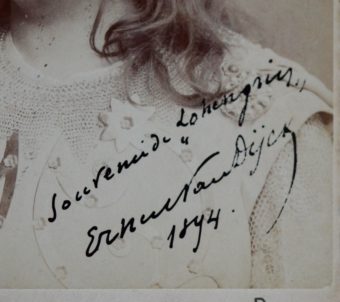 Souvenir de „Lohengrin„
Ernest Van Dijck
1894.